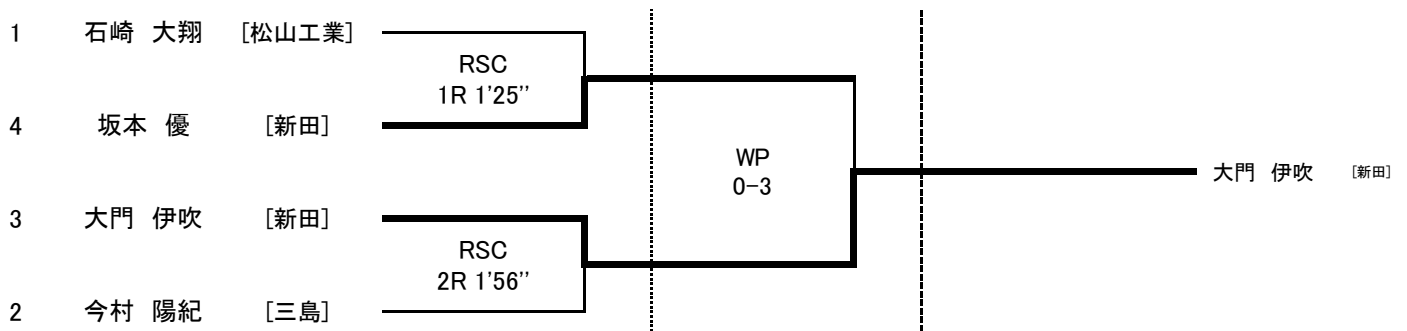 1 石崎 大翔 [松山工業]
RSC
1R 1'25''
4 坂本 優 [新田]
WP
0-3
大門 伊吹 [新田]
3 大門 伊吹 [新田]
RSC
2R 1'56''
2 今村 陽紀 [三島]